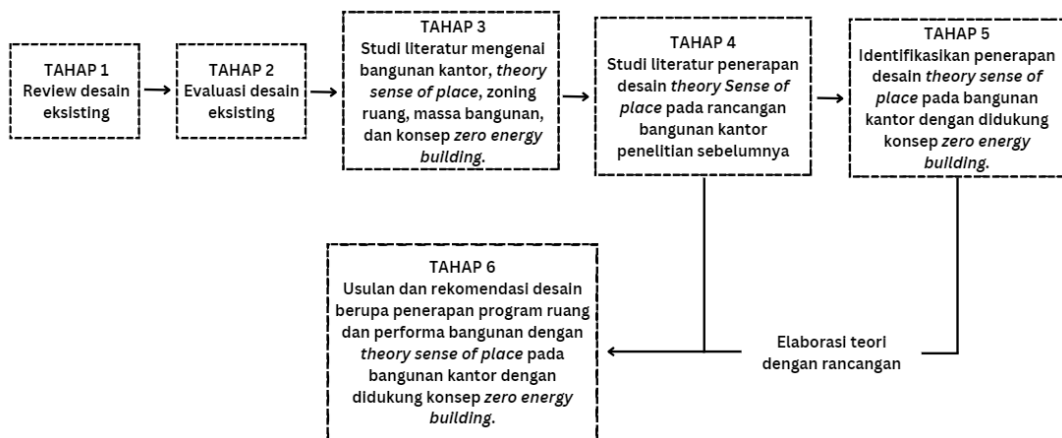 TAHAP 1
Review desain
eksisting
TAHAP 2
Evaluasi desain
eksisting
TAHAP 3
Studi literatur mengenai
bangunan kantor, theory
sense of place, zoning
ruang, massa bangunan,
dan konsep zero energy
building.
TAHAP 4
Studi literatur penerapan
desain theory Sense of
place pada rancangan
bangunan kantor
penelitian sebelumnya
TAHAP 5
Identifikasikan penerapan
desain theory sense of
place pada bangunan
kantor dengan didukung
konsep zero energy
building.
TAHAP 6
Usulan dan rekomendasi desain
berupa penerapan program ruang
dan performa bangunan dengan
theory sense of place pada
bangunan kantor dengan
didukung konsep zero energy
building.
Elaborasi teori
dengan rancangan